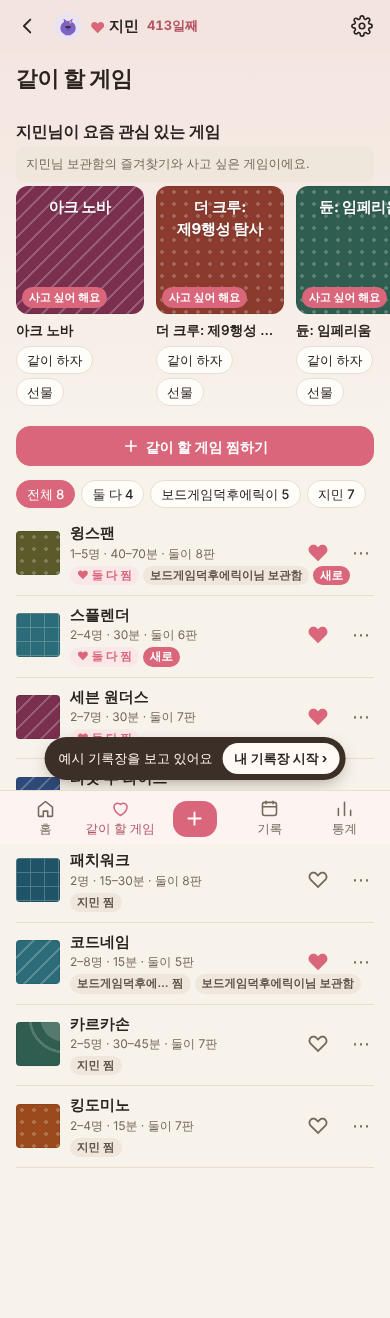 지민 413일째
같이 할 게임
지민님이 요즘 관심 있는 게임
지민님 보관함의 즐겨찾기와 사고 싶은 게임이에요.
아크 노바
사고 싶어 해요
아크 노바
같이 하자
선물
더 크루:
제9행성 탐사
사고 싶어 해요
더 크루: 제9행성 ...
같이 하자
선물
듄: 임페리움
사고 싶어 해요
듄: 임페리움
같이 하자
선물
+ 같이 할 게임 찜하기
전체 8
둘 다 4
보드게임덕후에릭이 5
지민 7
윙스팬
1–5명 · 40–70분 · 둘이 8판
둘 다 찜 보드게임덕후에릭이님 보관함 새로
스플렌더
2–4명 · 30분 · 둘이 6판
둘 다 찜 새로
세븐 원더스
2–7명 · 30분 · 둘이 7판
둘 다 찜
예시 기록장을 보고 있어요 내 기록장 시작 ›
홈
같이 할 게임
기록
통계
패치워크
2명 · 15–30분 · 둘이 8판
지민 찜
코드네임
2–8명 · 15분 · 둘이 5판
보드게임덕후에... 찜 보드게임덕후에릭이님 보관함
카르카손
2–5명 · 30–45분 · 둘이 7판
지민 찜
킹도미노
2–4명 · 15분 · 둘이 7판
지민 찜